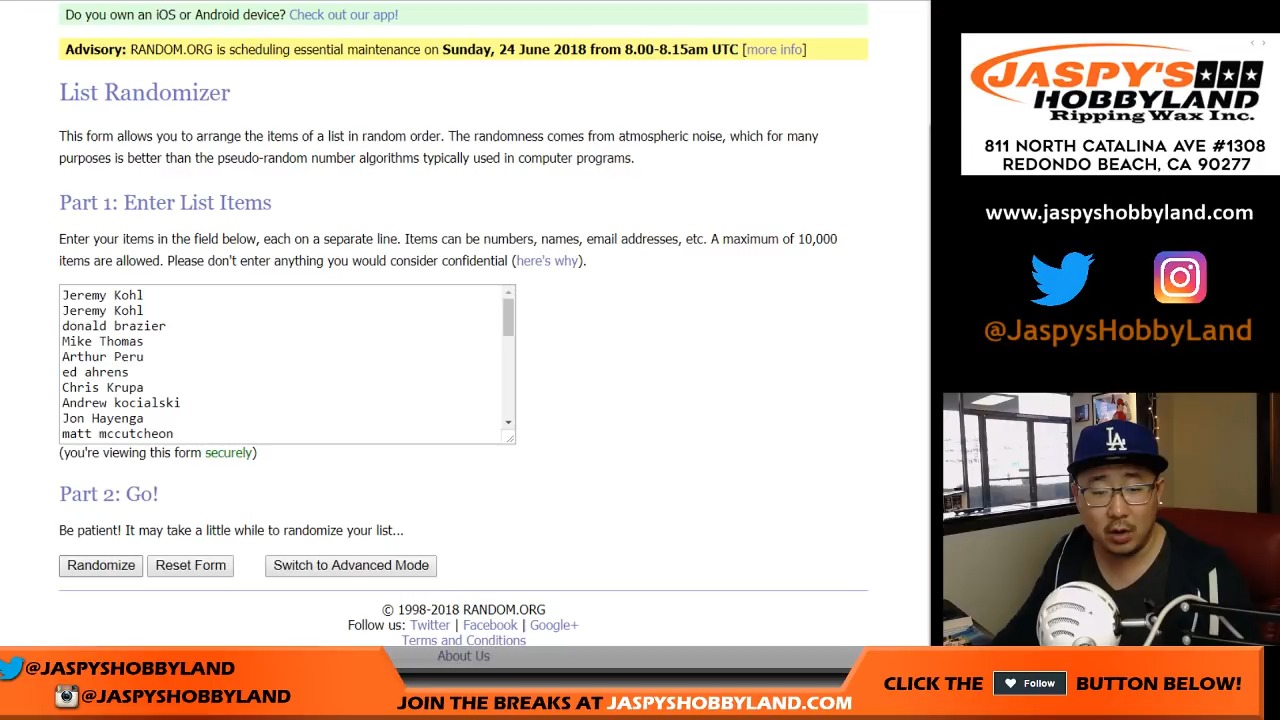 Do you own an iOS or Android device? Check out our app!
Advisory: RANDOM.ORG is scheduling essential maintenance on Sunday, 24 June 2018 from 8.00-8.15am UTC [more info]
List Randomizer
This form allows you to arrange the items of a list in random order. The randomness comes from atmospheric noise, which for many
purposes is better than the pseudo-random number algorithms typically used in computer programs.
Part 1: Enter List Items
Enter your items in the field below, each on a separate line. Items can be numbers, names, email addresses, etc. A maximum of 10,000
items are allowed. Please don't enter anything you would consider confidential (here's why).
Jeremy Kohl
Jeremy Kohl
donald brazier
Mike Thomas
Arthur Peru
ed ahrens
Chris Krupa
Andrew kocialski
Jon Hayenga
matt mccutcheon
(you're viewing this form securely)
Part 2: Go!
Be patient! It may take a little while to randomize your list...
Randomize
Reset Form
Switch to Advanced Mode
© 1998-2018 RANDOM.ORG
Follow us: Twitter | Facebook | Google+
Terms and Conditions
About Us
JASPY'S
HOBBYLAND
Ripping Wax Inc.
811 NORTH CATALINA AVE #1308
REDONDO BEACH, CA 90277
www.jaspyshobbyland.com
@JaspysHobbyLand
LA
@JASPYSHOBBYLAND
@JASPYSHOBBYLAND
JOIN THE BREAKS AT JASPYSHOBBYLAND.COM
CLICK THE Follow BUTTON BELOW!